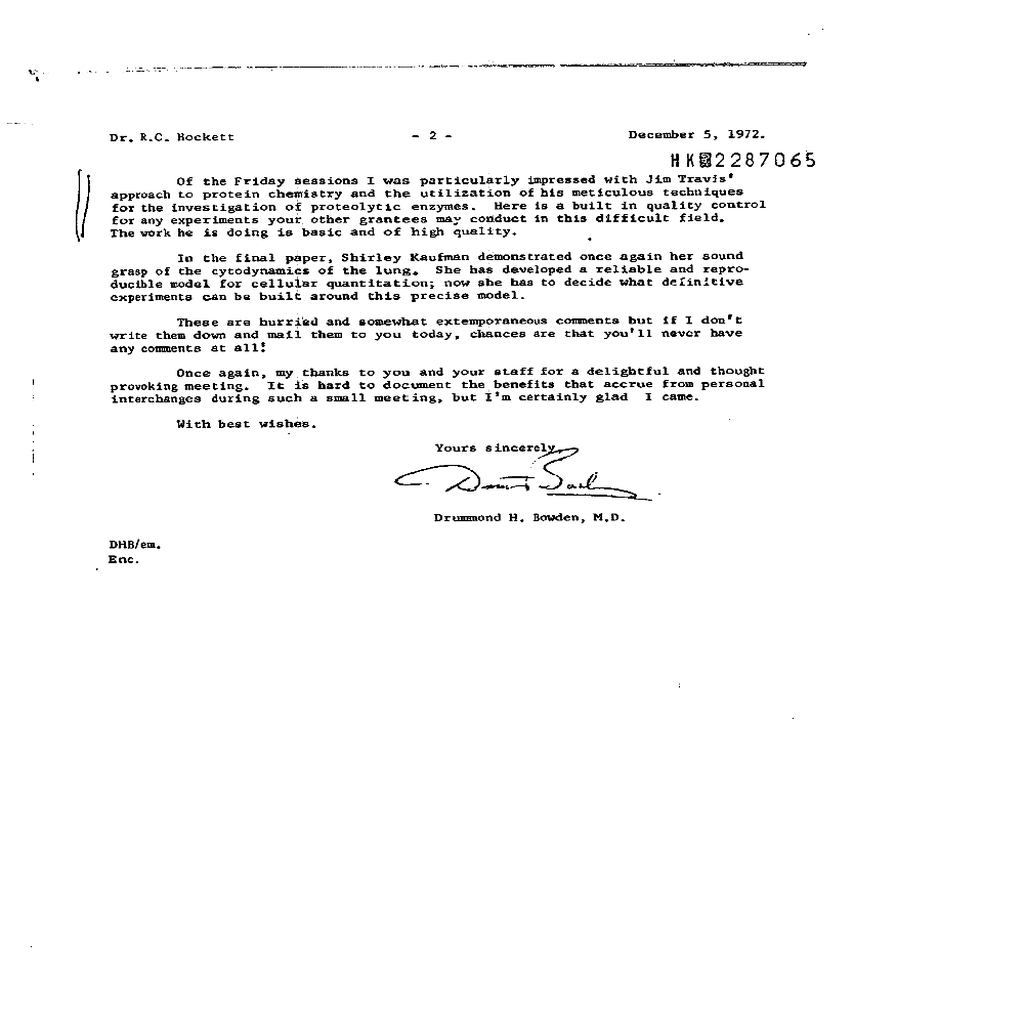 Dr. R.C. Hockett - 2 - December 5, 1972.
HK 2287065
Of the Friday sessions I was particularly impressed with Jim Travis'
approach to protein chemistry and the utilization of his meticulous techniques
for the investigation of proteolytic enzymes. Here is a built in quality control
for any experiments your other grantees may conduct in this difficult field.
The work he is doing is basic and of high quality.
In the final paper, Shirley Kaufman demonstrated once again her sound
grasp of the cytodynamics of the lung. She has developed a reliable and repro-
ducible model for cellular quantitation; now she has to decide what definitive
experiments can be built around this precise model.
These are hurried and somewhat extemporaneous comments but if I don't
write them down and mail them to you today, chances are that you'll never have
any comments at all!
Once again, my thanks to you and your staff for a delightful and thought
provoking meeting. It is hard to document the benefits that accrue from personal
interchanges during such a small meeting, but I'm certainly glad I came.
With best wishes.
Yours sincerely,
Drummond H. Bowden, M.D.
DHB/em.
Enc.